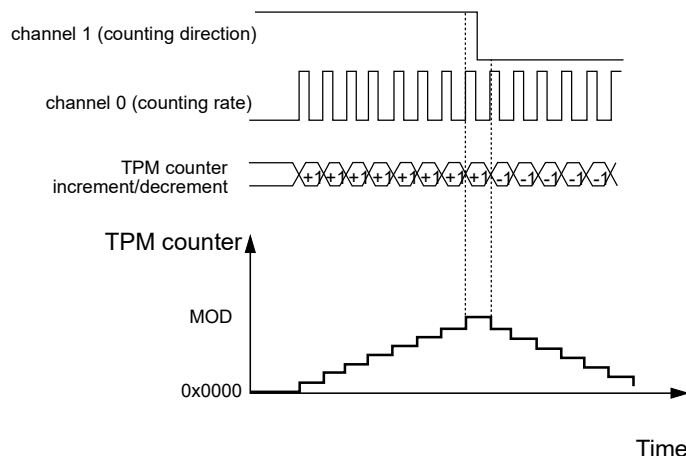 channel 1 (counting direction)
channel 0 (counting rate)
TPM counter
increment/decrement
+1 +1 +1 +1 +1 +1 +1 +1 -1 -1 -1 -1 -1
TPM counter
MOD
0x0000
Time